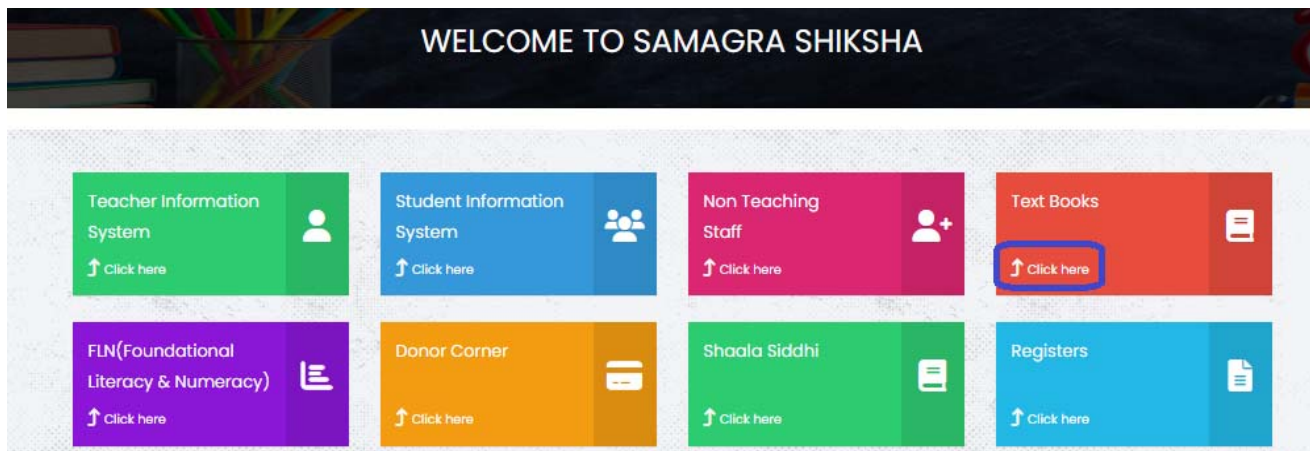 WELCOME TO SAMAGRA SHIKSHA
Teacher Information
System
Click here
Student Information
System
Click here
Non Teaching
Staff
Click here
Text Books
Click here
FLN(Foundational
Literacy & Numeracy)
Click here
Donor Corner
Click here
Shaala Siddhi
Click here
Registers
Click here